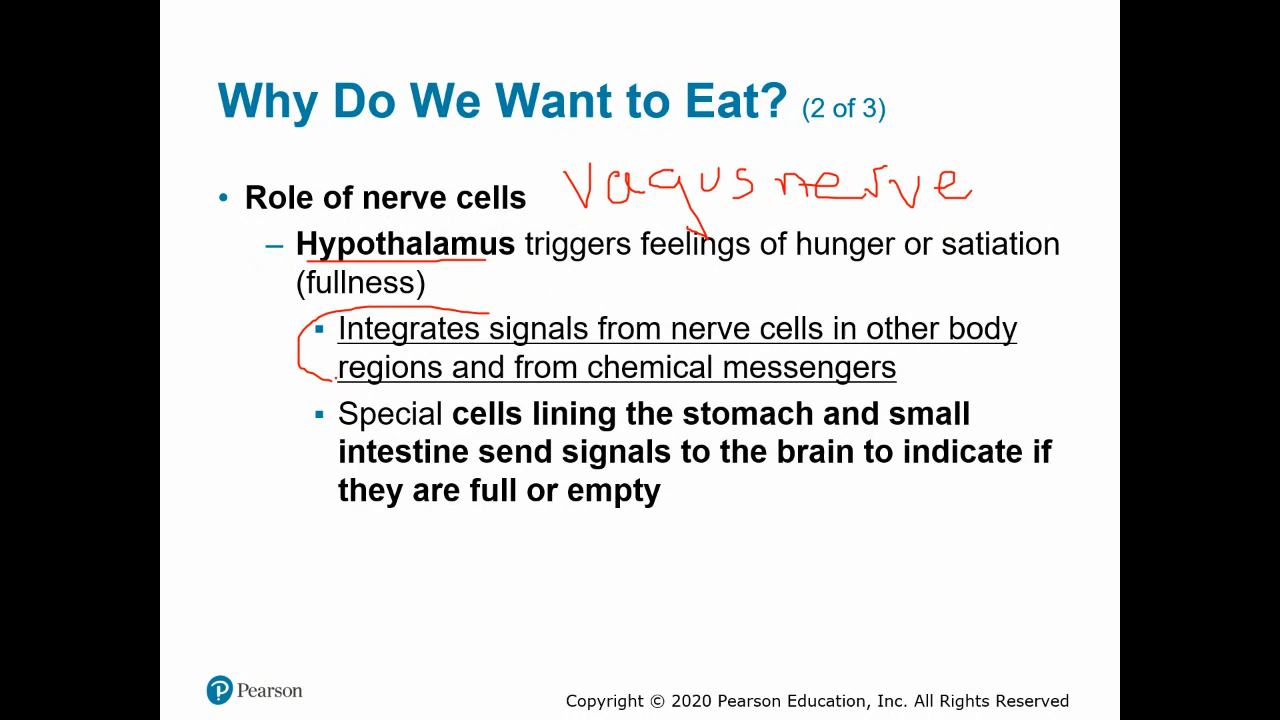 Why Do We Want to Eat? (2 of 3)
• Role of nerve cells vagus nerve
– Hypothalamus triggers feelings of hunger or satiation
(fullness)
▪ Integrates signals from nerve cells in other body
regions and from chemical messengers
▪ Special cells lining the stomach and small
intestine send signals to the brain to indicate if
they are full or empty
Pearson
Copyright © 2020 Pearson Education, Inc. All Rights Reserved